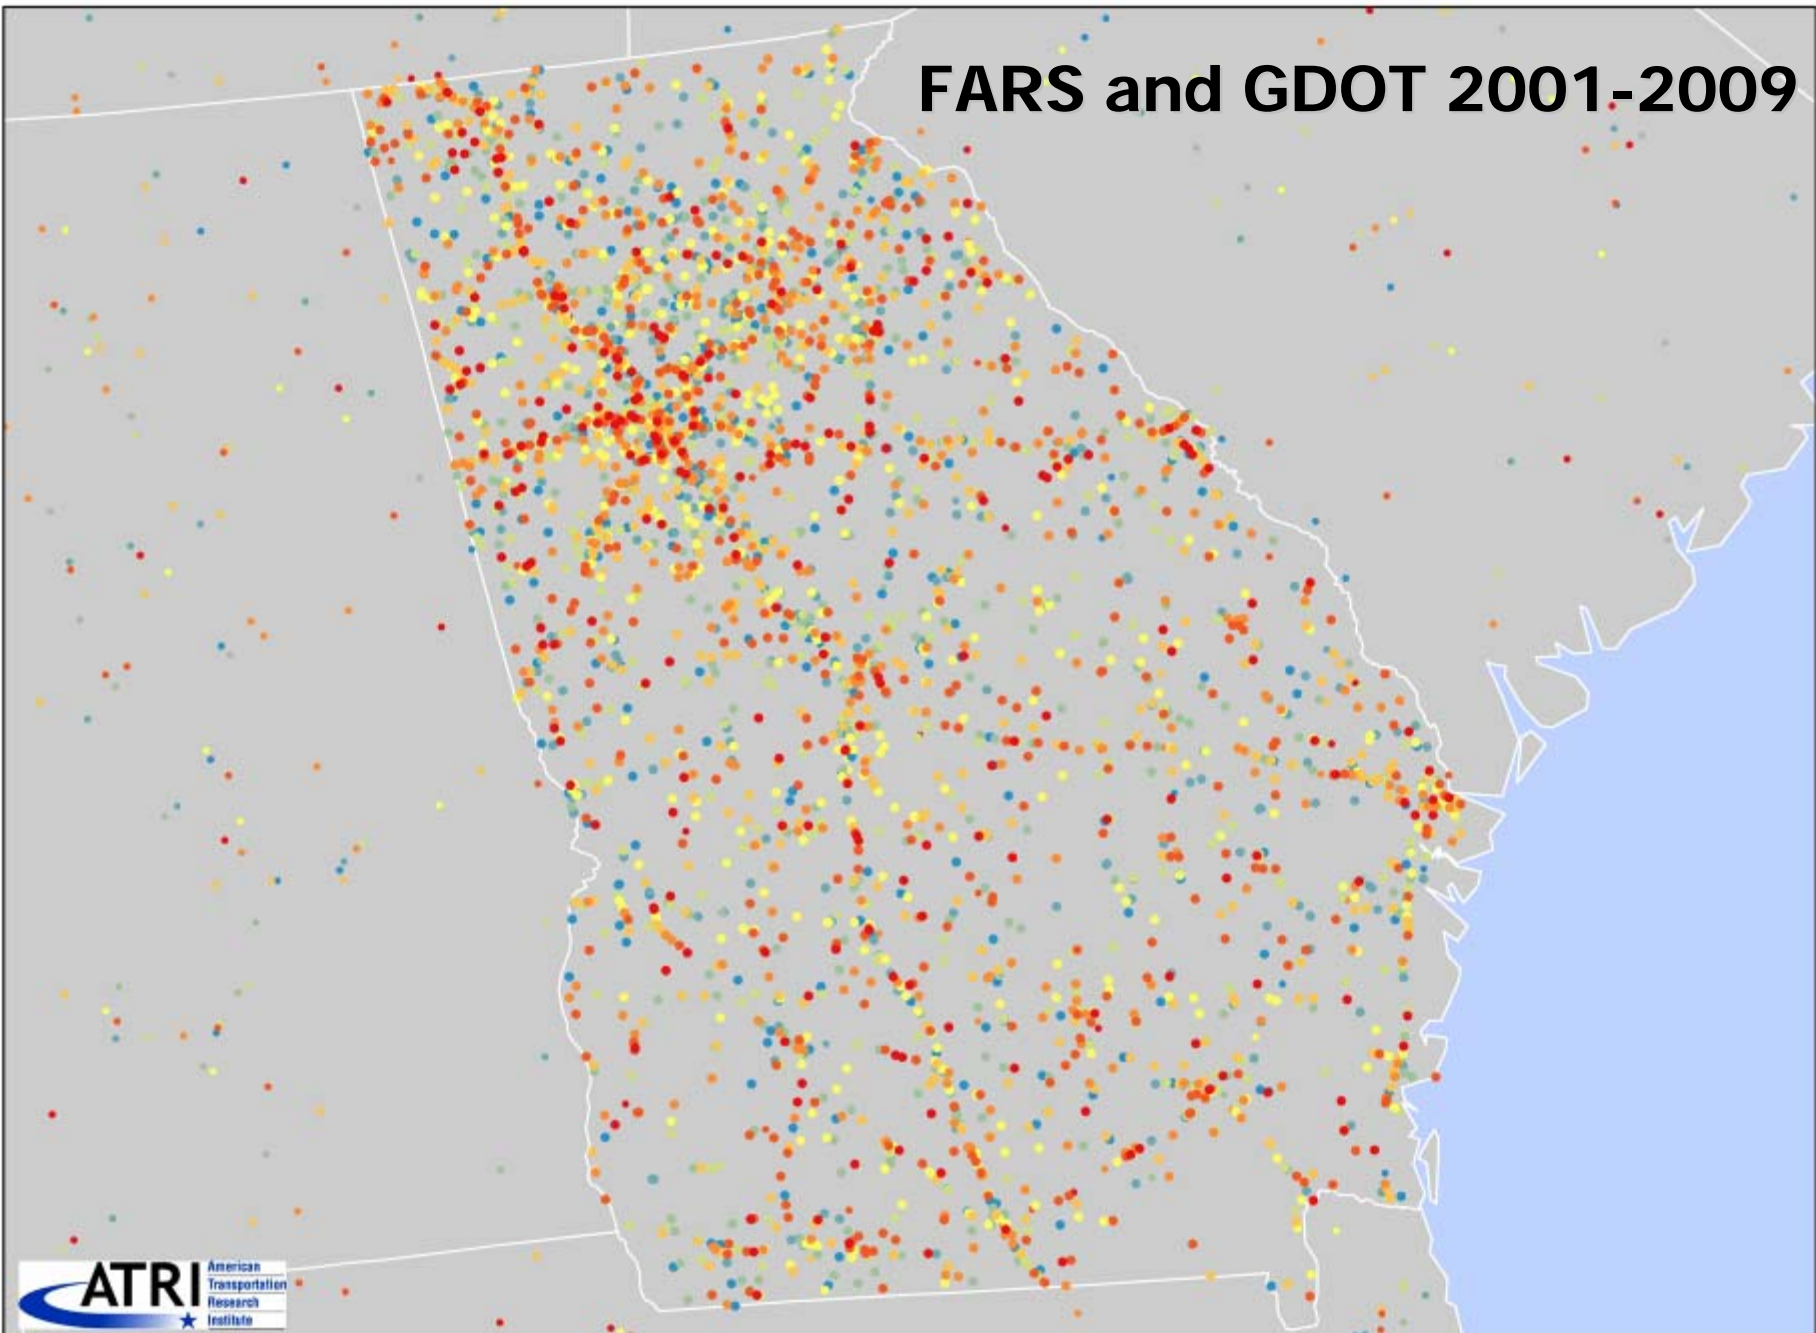 FARS and GDOT 2001-2009
ATRI
American
Transportation
Research
Institute